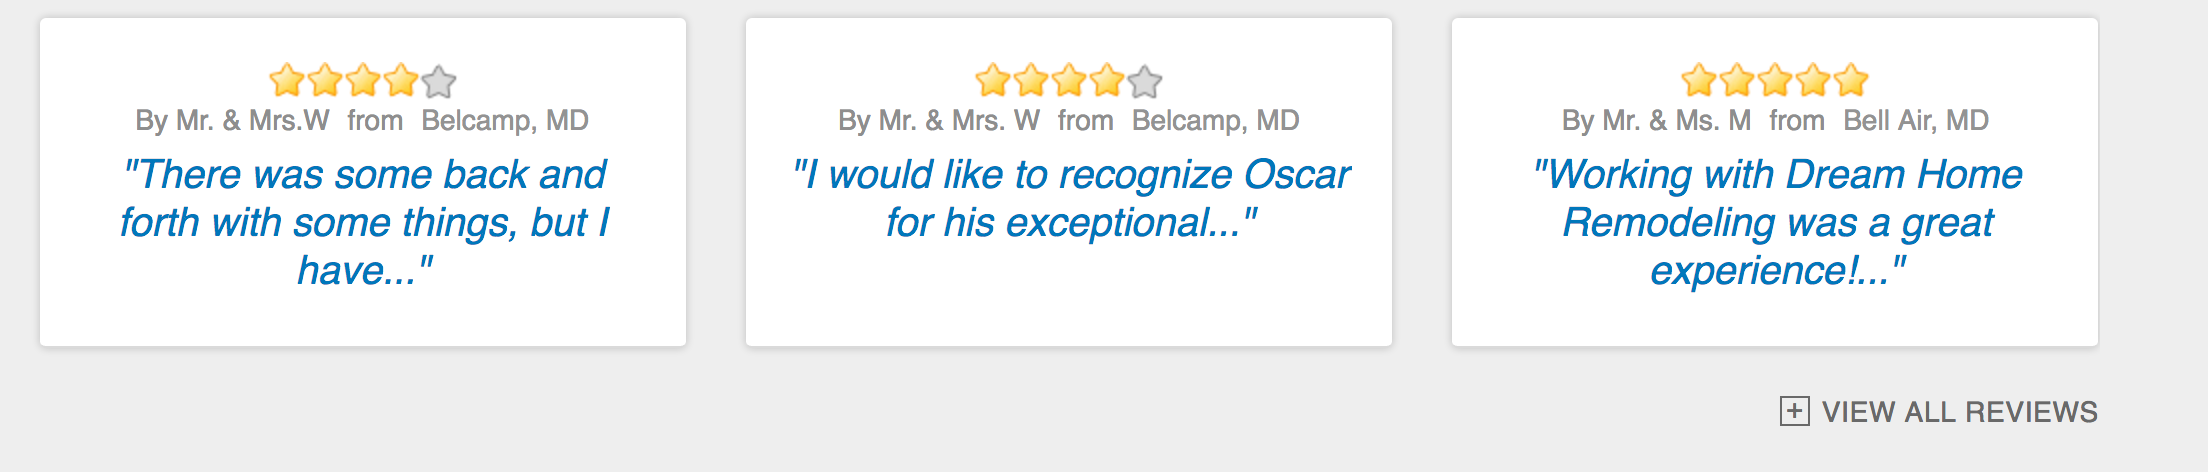 By Mr. & Mrs.W from Belcamp, MD
"There was some back and
forth with some things, but I
have..."
By Mr. & Mrs. W from Belcamp, MD
"I would like to recognize Oscar
for his exceptional..."
By Mr. & Ms. M from Bell Air, MD
"Working with Dream Home
Remodeling was a great
experience!..."
VIEW ALL REVIEWS